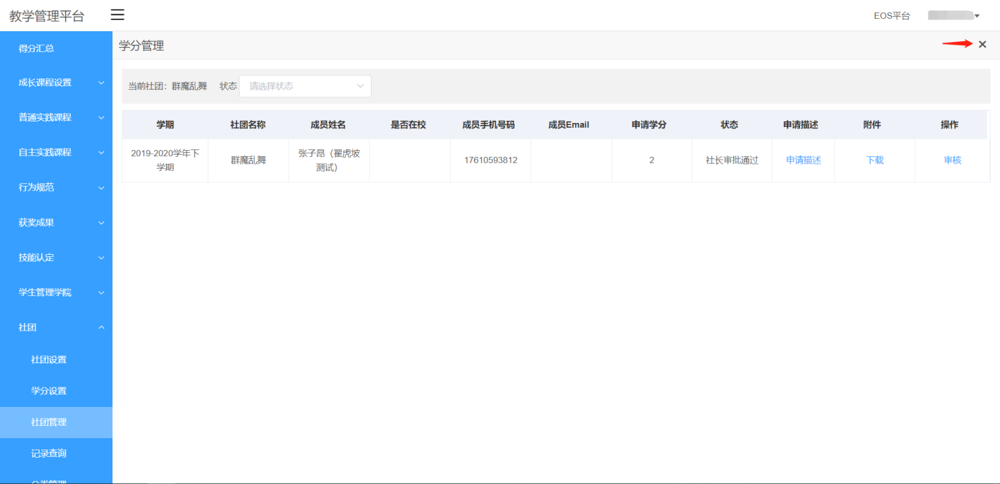 教学管理平台
EOS平台
得分汇总
成长课程设置
普通实践课程
自主实践课程
行为规范
获奖成果
技能认定
学生管理学院
社团
社团设置
学分设置
社团管理
记录查询
分类管理
学分管理
当前社团：群魔乱舞 状态 请选择状态
学期 社团名称 成员姓名 是否在校 成员手机号码 成员Email 申请学分 状态 申请描述 附件 操作
2019-2020学年下
学期
群魔乱舞
张子昂（翟虎坡
测试）
17610593812
2
社长审批通过
申请描述
下载
审核